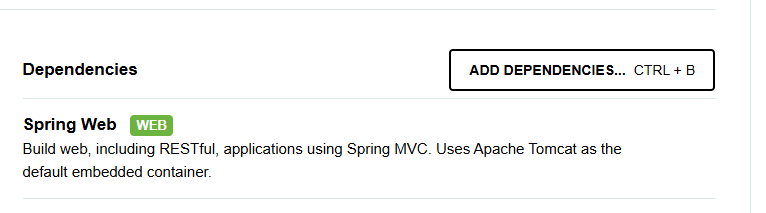 Dependencies
ADD DEPENDENCIES... CTRL + B
Spring Web WEB
Build web, including RESTful, applications using Spring MVC. Uses Apache Tomcat as the
default embedded container.